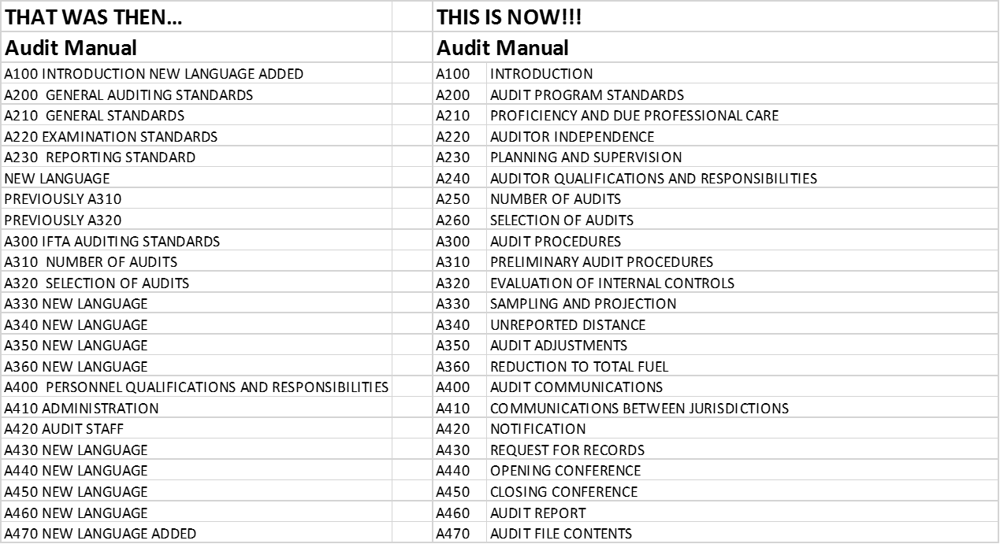 THAT WAS THEN... THIS IS NOW!!!
Audit Manual Audit Manual
A100 INTRODUCTION NEW LANGUAGE ADDED A100 INTRODUCTION
A200 GENERAL AUDITING STANDARDS A200 AUDIT PROGRAM STANDARDS
A210 GENERAL STANDARDS A210 PROFICIENCY AND DUE PROFESSIONAL CARE
A220 EXAMINATION STANDARDS A220 AUDITOR INDEPENDENCE
A230 REPORTING STANDARD A230 PLANNING AND SUPERVISION
NEW LANGUAGE A240 AUDITOR QUALIFICATIONS AND RESPONSIBILITIES
PREVIOUSLY A310 A250 NUMBER OF AUDITS
PREVIOUSLY A320 A260 SELECTION OF AUDITS
A300 IFTA AUDITING STANDARDS A300 AUDIT PROCEDURES
A310 NUMBER OF AUDITS A310 PRELIMINARY AUDIT PROCEDURES
A320 SELECTION OF AUDITS A320 EVALUATION OF INTERNAL CONTROLS
A330 NEW LANGUAGE A330 SAMPLING AND PROJECTION
A340 NEW LANGUAGE A340 UNREPORTED DISTANCE
A350 NEW LANGUAGE A350 AUDIT ADJUSTMENTS
A360 NEW LANGUAGE A360 REDUCTION TO TOTAL FUEL
A400 PERSONNEL QUALIFICATIONS AND RESPONSIBILITIES A400 AUDIT COMMUNICATIONS
A410 ADMINISTRATION A410 COMMUNICATIONS BETWEEN JURISDICTIONS
A420 AUDIT STAFF A420 NOTIFICATION
A430 NEW LANGUAGE A430 REQUEST FOR RECORDS
A440 NEW LANGUAGE A440 OPENING CONFERENCE
A450 NEW LANGUAGE A450 CLOSING CONFERENCE
A460 NEW LANGUAGE A460 AUDIT REPORT
A470 NEW LANGUAGE ADDED A470 AUDIT FILE CONTENTS